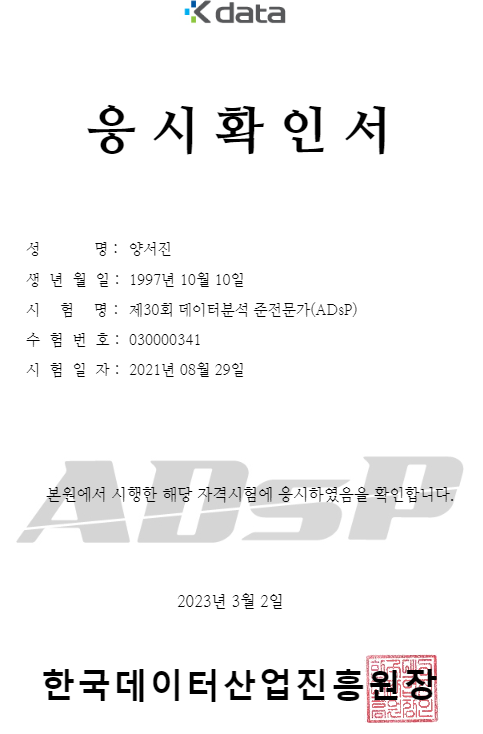 K data
응시확인서
성 명 : 양서진
생 년 월 일 : 1997년 10월 10일
시 험 명 : 제30회 데이터분석 준전문가(ADsP)
수 험 번 호 : 030000341
시 험 일 자 : 2021년 08월 29일
ADsP
본원에서 시행한 해당 자격시험에 응시하였음을 확인합니다.
2023년 3월 2일
한국데이터산업진흥원장